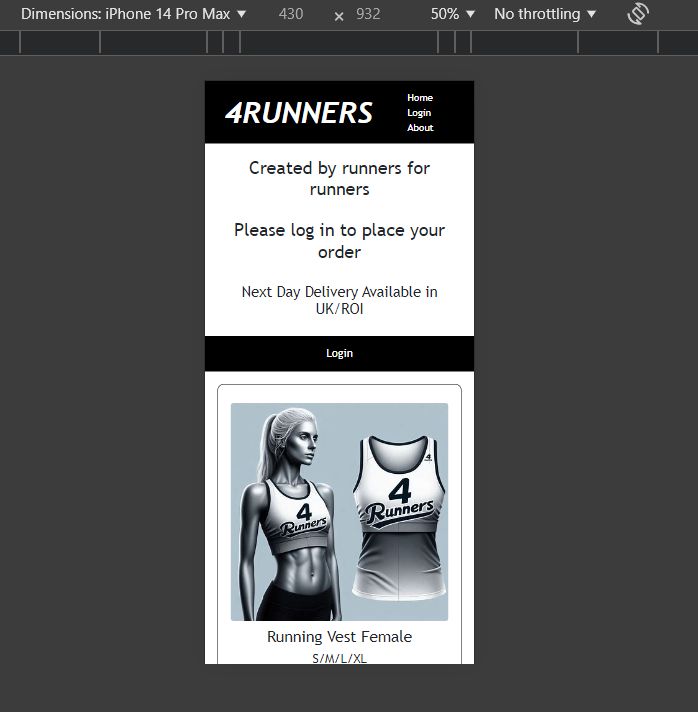 Dimensions: iPhone 14 Pro Max ▼ 430 × 932 50% ▼ No throttling ▼
4RUNNERS
Home
Login
About
Created by runners for
runners
Please log in to place your
order
Next Day Delivery Available in
UK/ROI
Login
4
4
Runners
4
Runners
Running Vest Female
S/M/L/XL